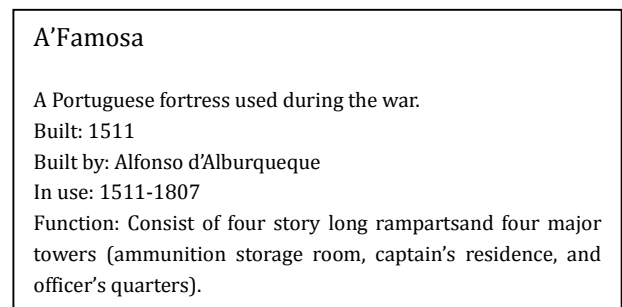 A’Famosa
A Portuguese fortress used during the war.
Built: 1511
Built by: Alfonso d’Alburqueque
In use: 1511-1807
Function: Consist of four story long rampartsand four major
towers (ammunition storage room, captain’s residence, and
officer’s quarters).